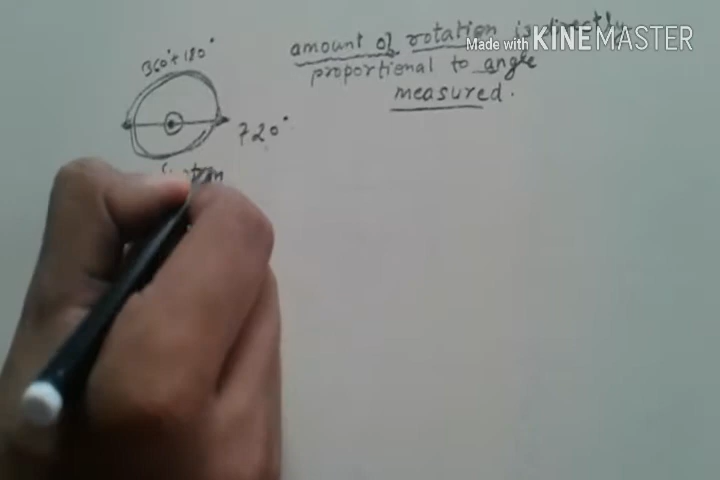 360°+180°
720°
amount of rotation is directly
proportional to angle
measured.
Made with KINEMASTER